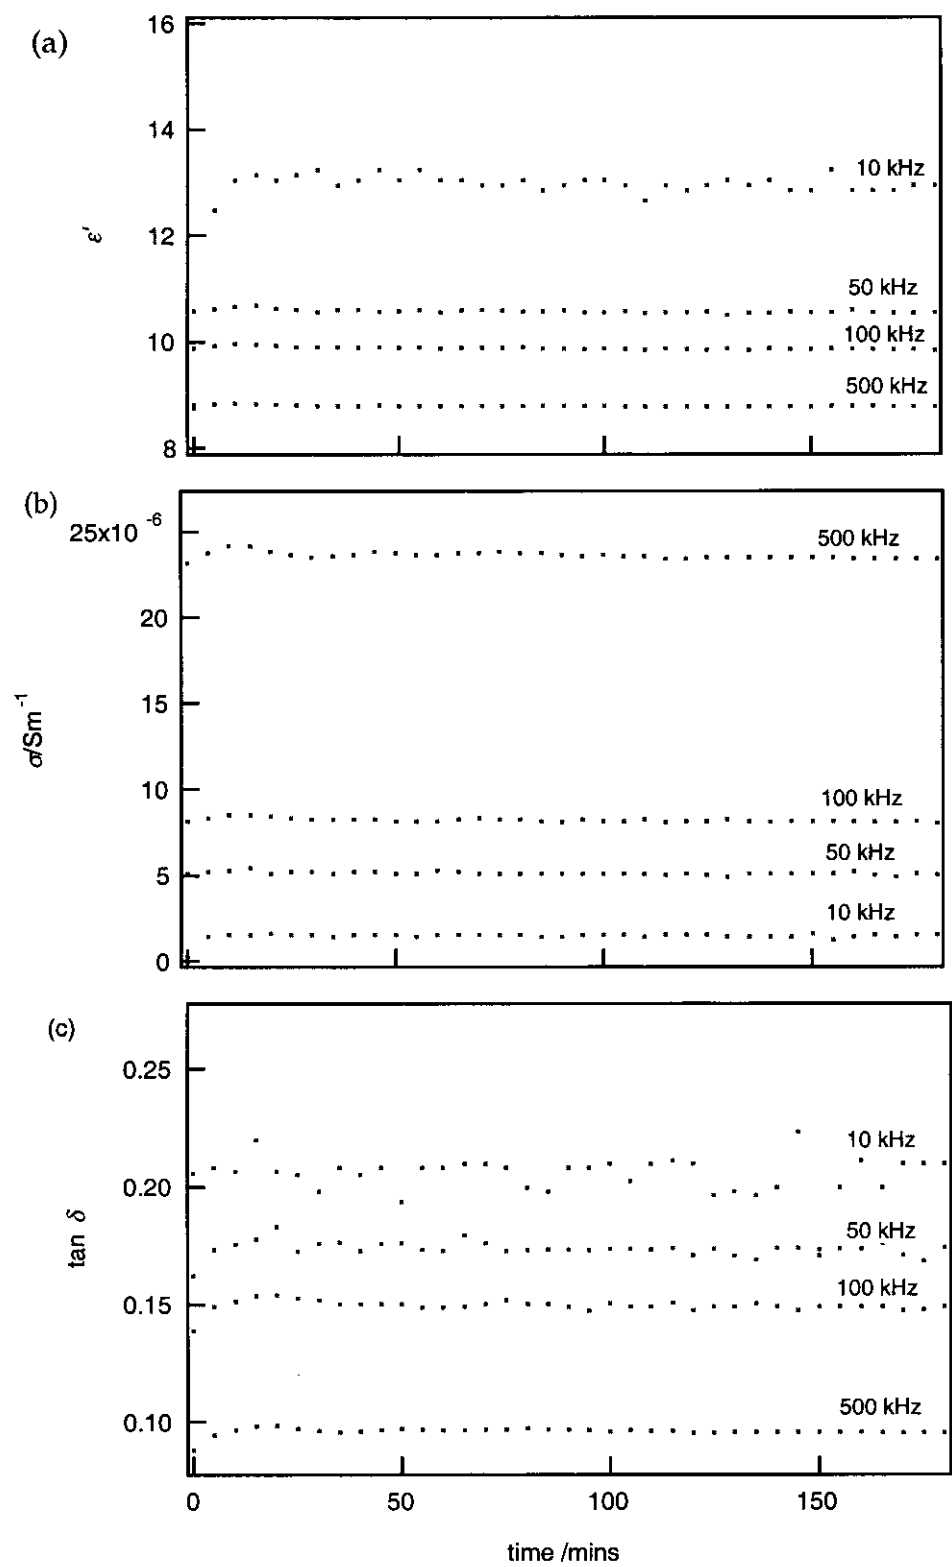 (a)
16
14
12
10
8
ε'
10 kHz
50 kHz
100 kHz
500 kHz
(b)
25x10 -6
20
15
10
5
0
σ/Sm-1
500 kHz
100 kHz
50 kHz
10 kHz
(c)
0.25
0.20
0.15
0.10
tan δ
10 kHz
50 kHz
100 kHz
500 kHz
0 50 100 150
time /mins